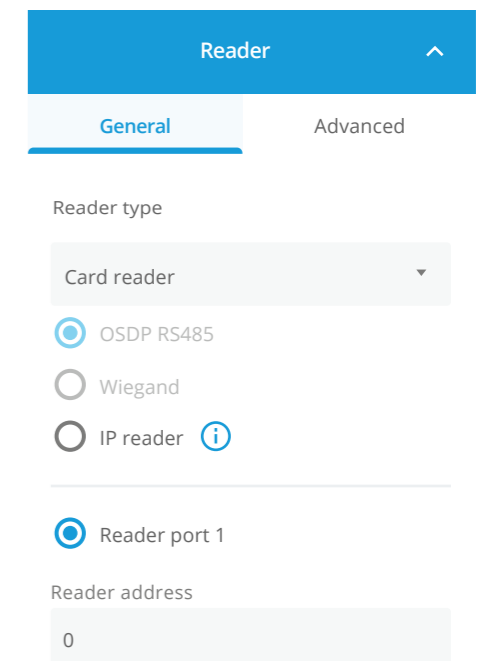 Reader
General Advanced
Reader type
Card reader
OSDP RS485
Wiegand
IP reader
Reader port 1
Reader address
0